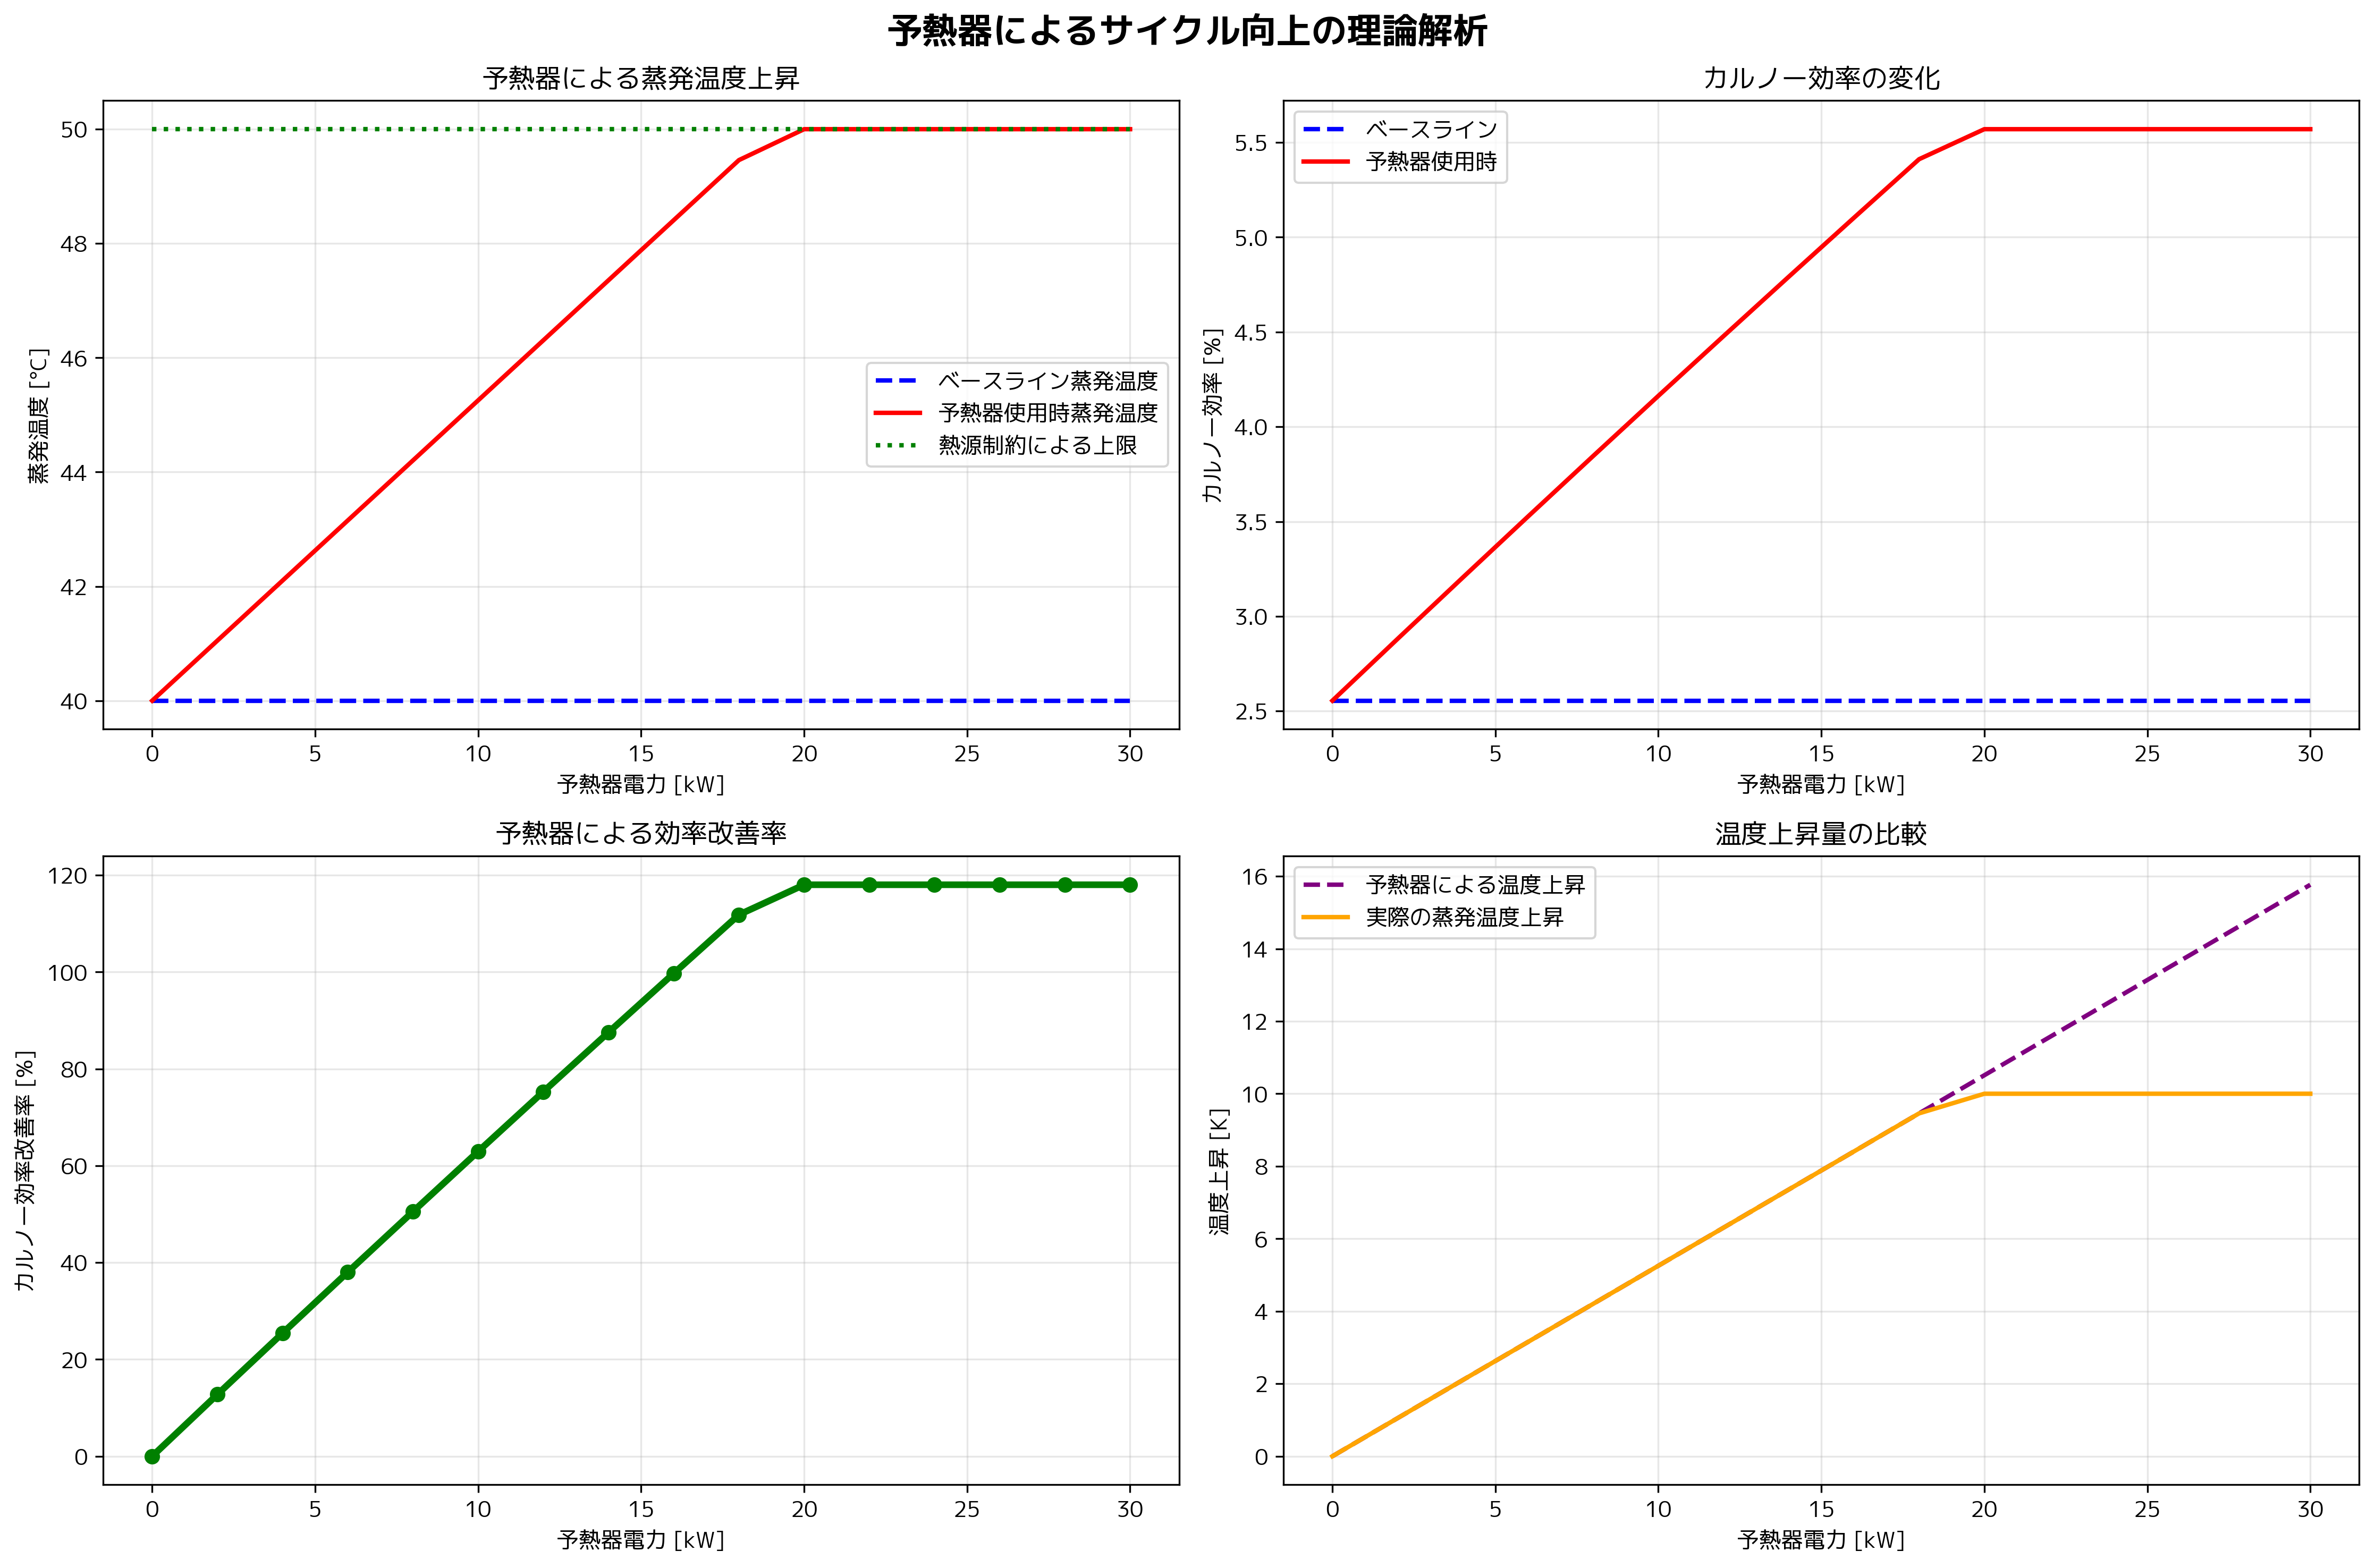 予熱器によるサイクル向上の理論解析
予熱器による蒸発温度上昇
蒸発温度 [℃]
50
48
46
44
42
40
ベースライン蒸発温度
予熱器使用時蒸発温度
熱源制約による上限
0 5 10 15 20 25 30
予熱器電力 [kW]
カルノー効率の変化
カルノー効率 [%]
5.5
5.0
4.5
4.0
3.5
3.0
2.5
ベースライン
予熱器使用時
0 5 10 15 20 25 30
予熱器電力 [kW]
予熱器による効率改善率
カルノー効率改善率 [%]
120
100
80
60
40
20
0
0 5 10 15 20 25 30
予熱器電力 [kW]
温度上昇量の比較
温度上昇 [K]
16
14
12
10
8
6
4
2
0
予熱器による温度上昇
実際の蒸発温度上昇
0 5 10 15 20 25 30
予熱器電力 [kW]